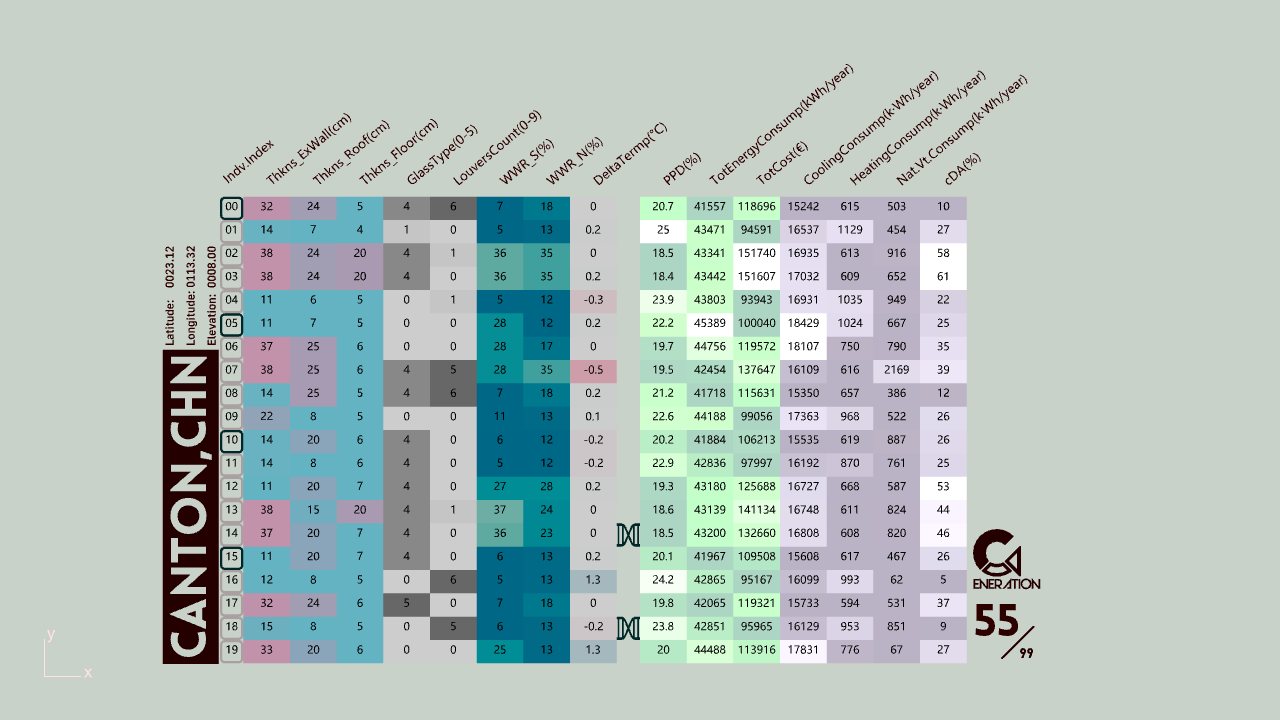 Indv.Index Thkns_ExWall(cm) Thkns_Roof(cm) Thkns_Floor(cm) GlassType(0-5) LouversCount(0-9) WWR_S(%) WWR_N(%) DeltaTermp(°C) PPD(%) TotEnergyConsump(kWh/year) TotCost(€) CoolingConsump(k·Wh/year) HeatingConsump(k·Wh/year) Nat.Vt.Consump(k·Wh/year) cDA(%)
00 32 24 5 4 6 7 18 0 20.7 41557 118696 15242 615 503 10
01 14 7 4 1 0 5 13 0.2 25 43471 94591 16537 1129 454 27
02 38 24 20 4 1 36 35 0 18.5 43341 151740 16935 613 916 58
03 38 24 20 4 0 36 35 0.2 18.4 43442 151607 17032 609 652 61
04 11 6 5 0 1 5 12 -0.3 23.9 43803 93943 16931 1035 949 22
05 11 7 5 0 0 28 12 0.2 22.2 45389 100040 18429 1024 667 25
06 37 25 6 0 0 28 17 0 19.7 44756 119572 18107 750 790 35
07 38 25 6 4 5 28 35 -0.5 19.5 42454 137647 16109 616 2169 39
08 14 25 5 4 6 7 18 0.2 21.2 41718 115631 15350 657 386 12
09 22 8 5 0 0 11 13 0.1 22.6 44188 99056 17363 968 522 26
10 14 20 6 4 0 6 12 -0.2 20.2 41884 106213 15535 619 887 26
11 14 8 6 4 0 5 12 -0.2 22.9 42836 97997 16192 870 761 25
12 11 20 7 4 0 27 28 0.2 19.3 43180 125688 16727 668 587 53
13 38 15 20 4 1 37 24 0 18.6 43139 141134 16748 611 824 44
14 37 20 7 4 0 36 23 0 18.5 43200 132660 16808 608 820 46
15 11 20 7 4 0 6 13 0.2 20.1 41967 109508 15608 617 467 26
16 12 8 5 0 6 5 13 1.3 24.2 42865 95167 16099 993 62 5
17 32 24 6 5 0 7 18 0 19.8 42065 119321 15733 594 531 37
18 15 8 5 0 5 6 13 -0.2 23.8 42851 95965 16129 953 851 9
19 33 20 6 0 0 25 13 1.3 20 44488 113916 17831 776 67 27
Latitude: 0023.12
Longitude: 0113.32
Elevation: 0008.00
CANTON,CHN
ENERATION
55/99
y
x